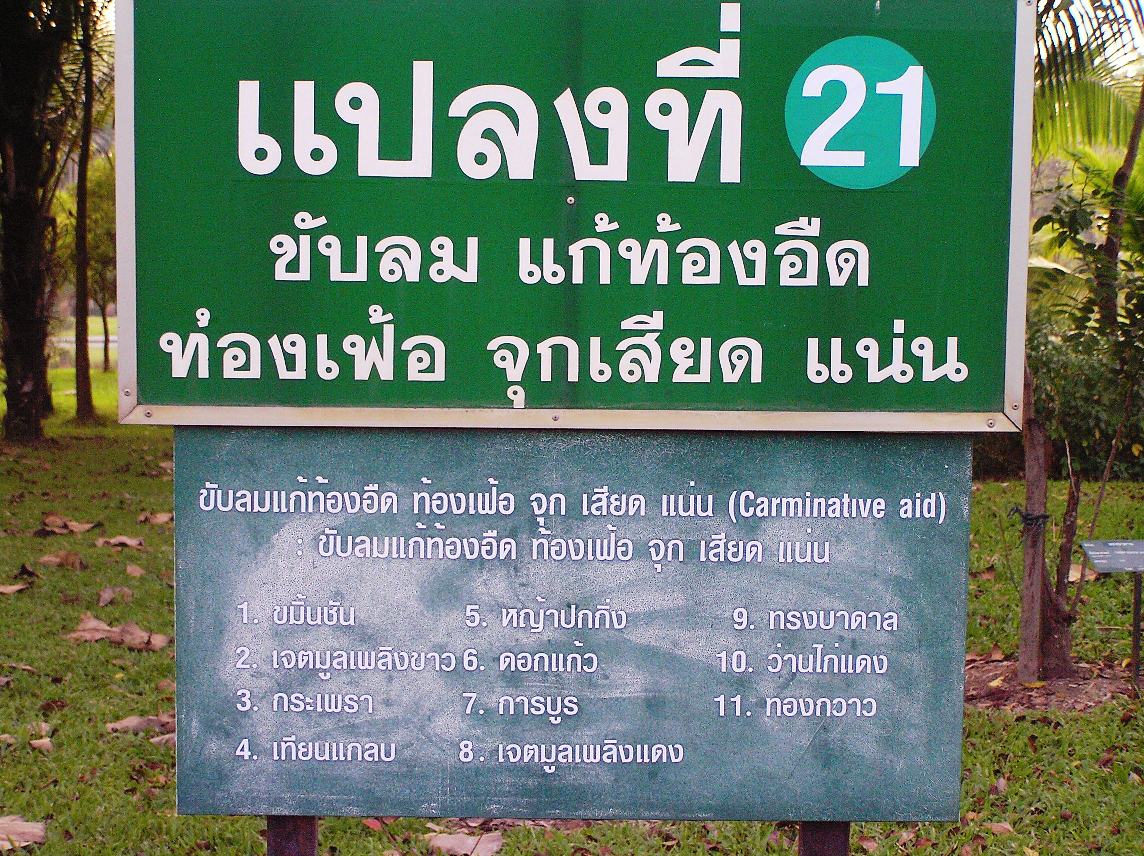 แปลงที่ 21
ขับลม แก้ท้องอืด
ท้องเฟ้อ จุกเสียด แน่น
ขับลมแก้ท้องอืด ท้องเฟ้อ จุก เสียด แน่น (Carminative aid)
: ขับลมแก้ท้องอืด ท้องเฟ้อ จุก เสียด แน่น
1. ขมิ้นชัน
2. เจตมูลเพลิงขาว
3. กระเพรา
4. เทียนแกลบ
5. หญ้าปกกิ่ง
6. ดอกแก้ว
7. การบูร
8. เจตมูลเพลิงแดง
9. ทรงบาดาล
10. ว่านไก่แดง
11. ทองกวาว